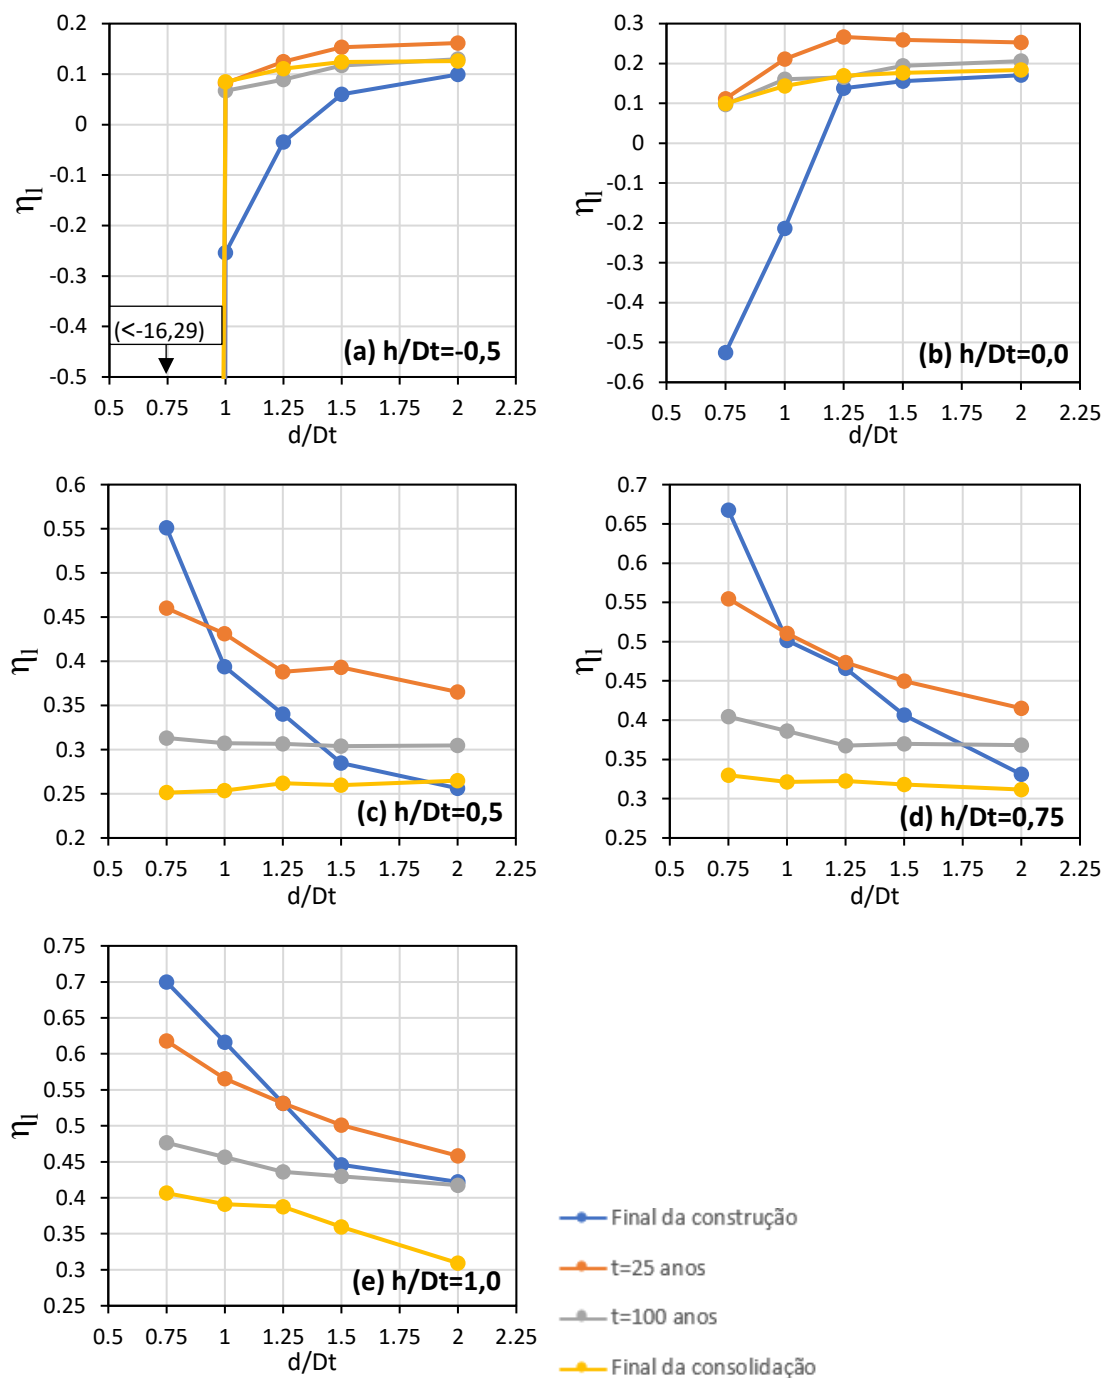 0.2
0.1
0
-0.1
-0.2
-0.3
-0.4
-0.5
ηl
(<-16,29)
(a) h/Dt=-0,5
0.5 0.75 1 1.25 1.5 1.75 2 2.25
d/Dt
0.3
0.2
0.1
0
-0.1
-0.2
-0.3
-0.4
-0.5
-0.6
ηl
(b) h/Dt=0,0
0.5 0.75 1 1.25 1.5 1.75 2 2.25
d/Dt
0.6
0.55
0.5
0.45
0.4
0.35
0.3
0.25
0.2
ηl
(c) h/Dt=0,5
0.5 0.75 1 1.25 1.5 1.75 2 2.25
d/Dt
0.7
0.65
0.6
0.55
0.5
0.45
0.4
0.35
0.3
0.25
ηl
(d) h/Dt=0,75
0.5 0.75 1 1.25 1.5 1.75 2 2.25
d/Dt
0.75
0.7
0.65
0.6
0.55
0.5
0.45
0.4
0.35
0.3
0.25
ηl
(e) h/Dt=1,0
0.5 0.75 1 1.25 1.5 1.75 2 2.25
d/Dt
Final da construção
t=25 anos
t=100 anos
Final da consolidação